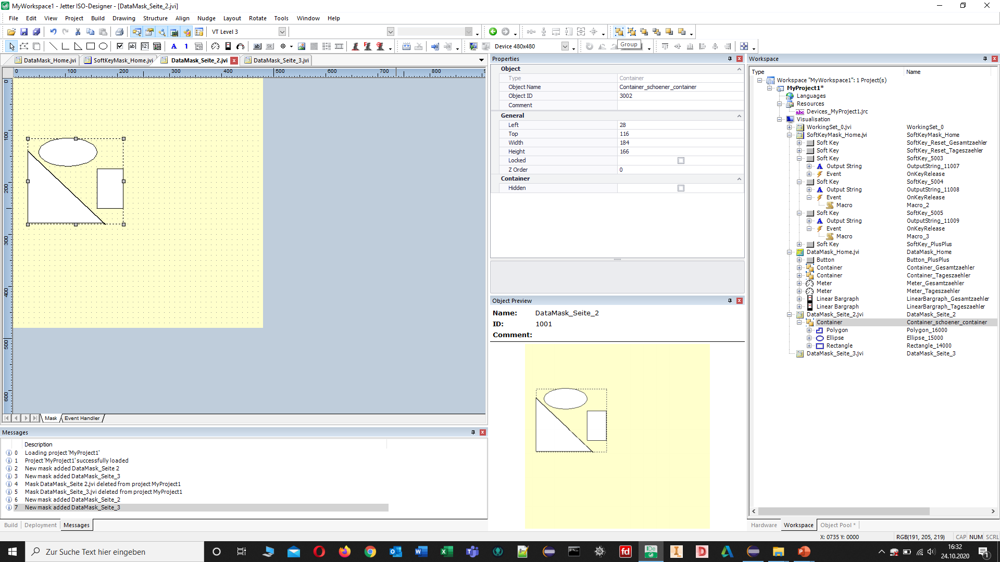 MyWorkspace1 - Jetter ISO-Designer - [DataMask_Seite_2.jvi]
File Edit View Project Build Drawing Structure Align Nudge Layout Rotate Tools Window Help
VT Level 3
Device 480x480
Group
DataMask_Home.jvi SoftKeyMask_Home.jvi DataMask_Seite_2.jvi DataMask_Seite_3.jvi
0 100 200 300 400 500 600 700 800
0
100
200
300
400
500
600
Mask Event Handler
Messages
Description
0 Loading project 'MyProject1'
1 Project 'MyProject1' successfully loaded
2 New mask added DataMask_Seite 2
3 New mask added DataMask_Seite_3
4 Mask DataMask_Seite 2.jvi deleted from project MyProject1
5 Mask DataMask_Seite_3.jvi deleted from project MyProject1
6 New mask added DataMask_Seite_2
7 New mask added DataMask_Seite_3
Build Deployment Messages
Properties
Object
Type Container
Object Name Container_schoener_container
Object ID 3002
Comment
General
Left 28
Top 116
Width 184
Height 166
Locked
Z Order 0
Container
Hidden
Object Preview
Name: DataMask_Seite_2
ID: 1001
Comment:
Workspace
Type Name
Workspace "MyWorkspace1": 1 Project(s)
MyProject1*
Languages
Resources
abc Devices_MyProject1.jrc
Visualisation
WorkingSet_0.jvi WorkingSet_0
SoftKeyMask_Home.jvi SoftKeyMask_Home
Soft Key SoftKey_Reset_Gesamtzaehler
Soft Key SoftKey_Reset_Tageszaehler
Soft Key SoftKey_5003
A Output String OutputString_11007
Event OnKeyRelease
Soft Key SoftKey_5004
A Output String OutputString_11008
Event OnKeyRelease
Macro Macro_2
Soft Key SoftKey_5005
A Output String OutputString_11009
Event OnKeyRelease
Macro Macro_3
Soft Key SoftKey_PlusPlus
DataMask_Home.jvi DataMask_Home
Button Button_PlusPlus
Container Container_Gesamtzaehler
Container Container_Tageszaehler
Meter Meter_Gesamtzaehler
Meter Meter_Tageszaehler
Linear Bargraph LinearBargraph_Gesamtzaehler
Linear Bargraph LinearBargraph_Tageszaehler
DataMask_Seite_2.jvi DataMask_Seite_2
Container Container_schoener_container
Polygon Polygon_16000
Ellipse Ellipse_15000
Rectangle Rectangle_14000
DataMask_Seite_3.jvi DataMask_Seite_3
Hardware Workspace Object Pool *
X: 0735 Y: 0000 RGB(191, 205, 219) CAP NUM SCRL
Zur Suche Text hier eingeben
16:32
24.10.2020